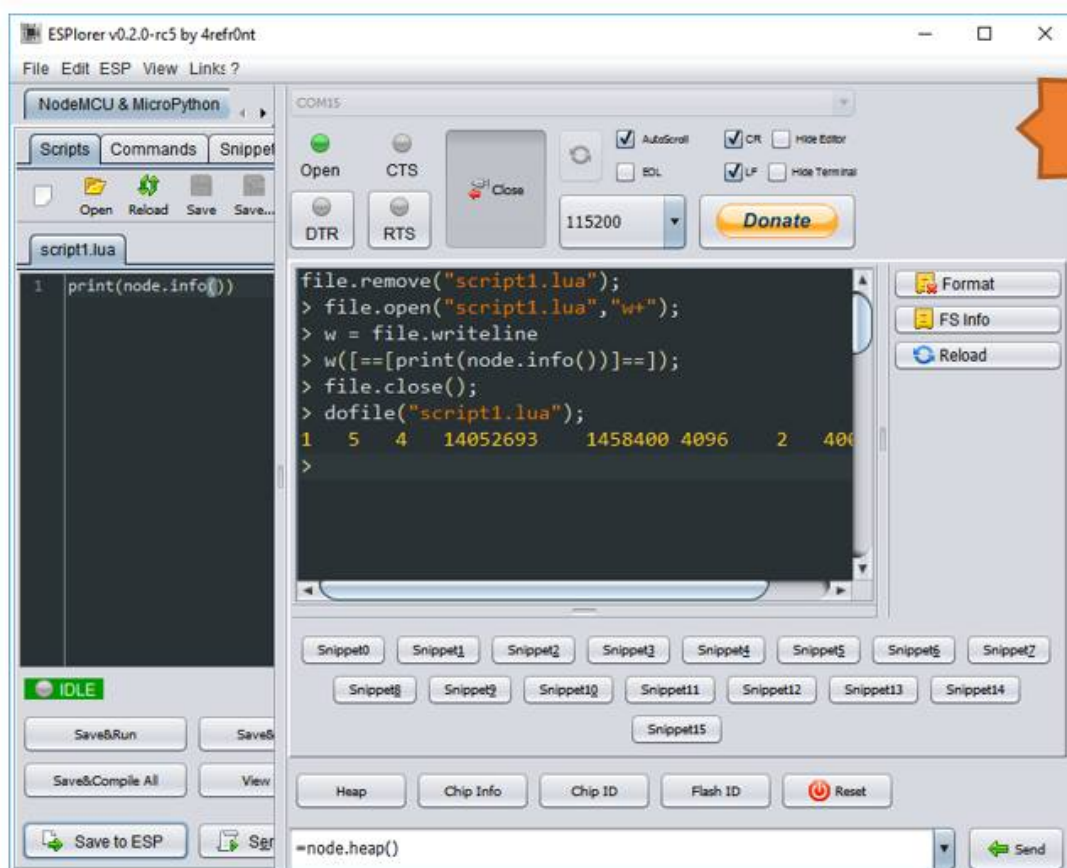 ESPlorer v0.2.0-rc5 by 4refr0nt
File Edit ESP View Links ?
NodeMCU & MicroPython
Scripts Commands Snippet
Open Reload Save Save...
script1.lua
1 print(node.info())
IDLE
Save&Run Save&
Save&Compile All View
Save to ESP Ser
COM15
Open CTS Close AutoScroll CR Hide Editor
EOL LF Hide Terminal
DTR RTS 115200 Donate
file.remove("script1.lua");
> file.open("script1.lua","w+");
> w = file.writeline
> w([==[print(node.info())]==]);
> file.close();
> dofile("script1.lua");
1 5 4 14052693 1458400 4096 2 400
>
Format
FS Info
Reload
Snippet0 Snippet1 Snippet2 Snippet3 Snippet4 Snippet5 Snippet6 Snippet7
Snippet8 Snippet9 Snippet10 Snippet11 Snippet12 Snippet13 Snippet14
Snippet15
Heap Chip Info Chip ID Flash ID Reset
=node.heap() Send